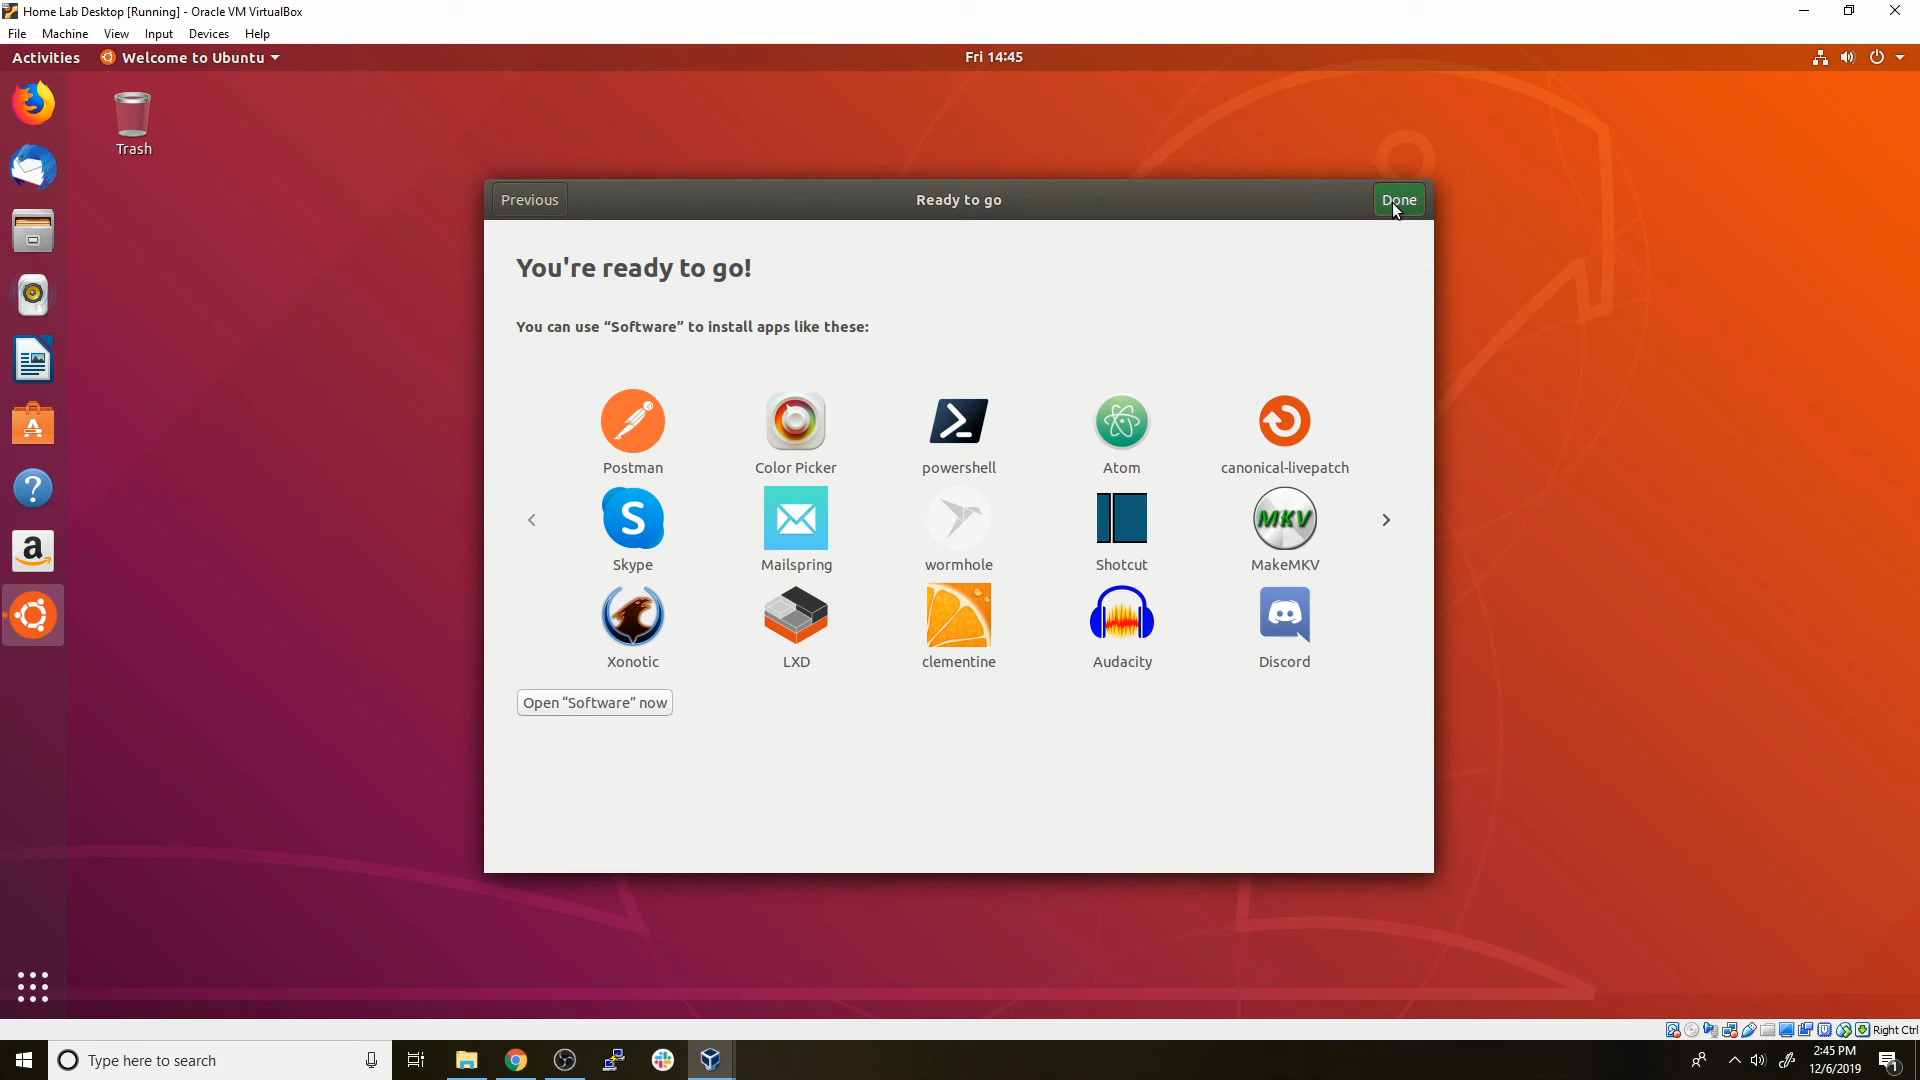 Home Lab Desktop [Running] - Oracle VM VirtualBox
File Machine View Input Devices Help
Activities Welcome to Ubuntu Fri 14:45
Trash
Previous Ready to go Done
You're ready to go!
You can use “Software” to install apps like these:
Postman Color Picker powershell Atom canonical-livepatch
S MKV
Skype Mailspring wormhole Shotcut MakeMKV
Xonotic LXD clementine Audacity Discord
Open “Software” now
Right Ctrl
Type here to search
2:45 PM
12/6/2019
1